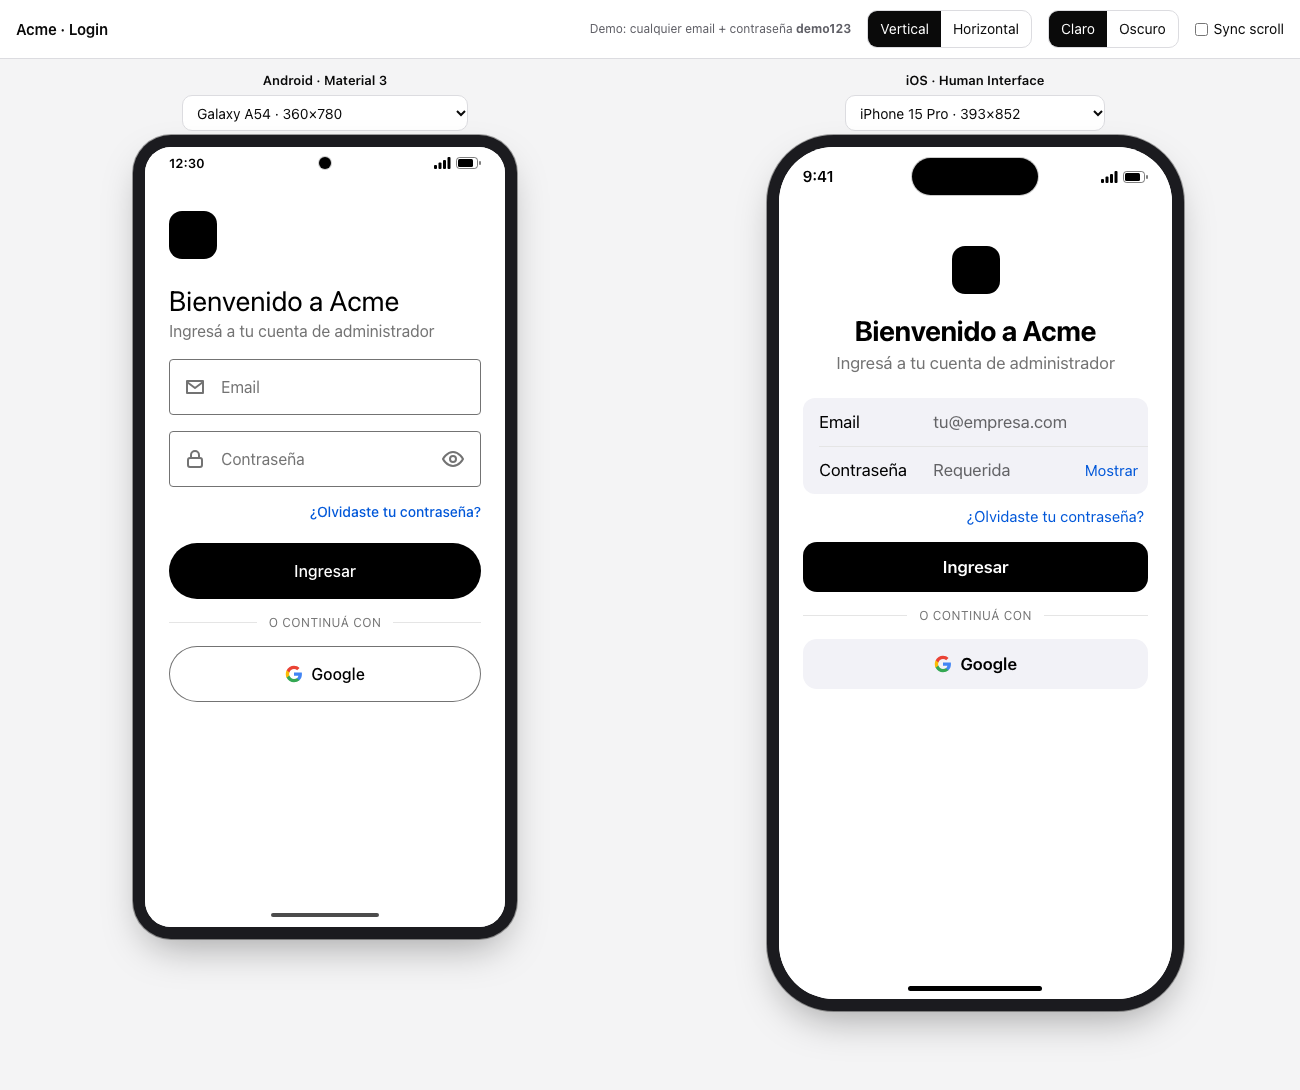 Acme · Login
Demo: cualquier email + contraseña demo123
Vertical
Horizontal
Claro
Oscuro
Sync scroll
Android · Material 3
Galaxy A54 · 360×780
12:30
Bienvenido a Acme
Ingresá a tu cuenta de administrador
Email
Contraseña
¿Olvidaste tu contraseña?
Ingresar
O CONTINUÁ CON
Google
iOS · Human Interface
iPhone 15 Pro · 393×852
9:41
Bienvenido a Acme
Ingresá a tu cuenta de administrador
Email tu@empresa.com
Contraseña Requerida Mostrar
¿Olvidaste tu contraseña?
Ingresar
O CONTINUÁ CON
Google